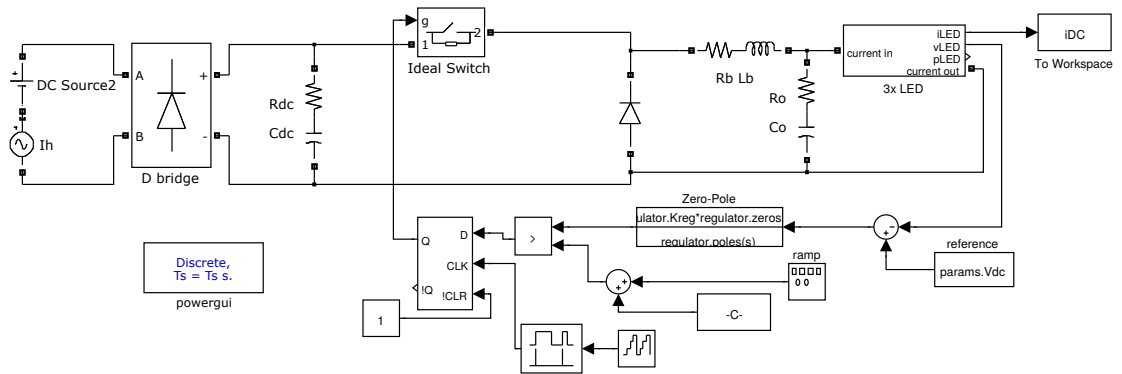 g
1
2
Ideal Switch
iLED
vLED
pLED
current out
current in
3x LED
iDC
To Workspace
DC Source2
Ih
A
B
+
-
D bridge
Rdc
Cdc
Rb Lb
Ro
Co
Zero-Pole
ulator.Kreg*regulator.zeros
regulator.poles(s)
reference
params.Vdc
ramp
-C-
>
D
CLK
!CLR
Q
!Q
1
Discrete,
Ts = Ts s.
powergui